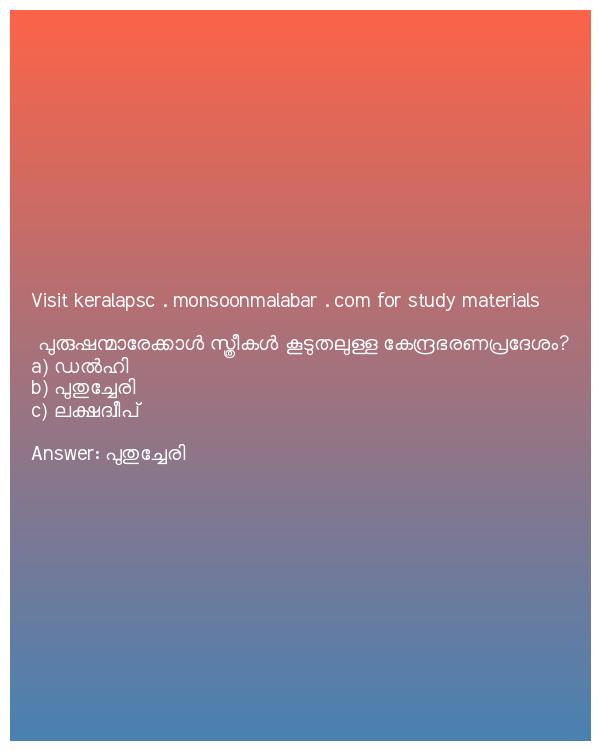 Visit keralapsc . monsoonmalabar . com for study materials
പുരുഷന്മാരേക്കാൾ സ്ത്രീകൾ കൂടുതലുള്ള കേന്ദ്രഭരണപ്രദേശം?
a) ഡൽഹി
b) പുതുച്ചേരി
c) ലക്ഷദ്വീപ്
Answer: പുതുച്ചേരി